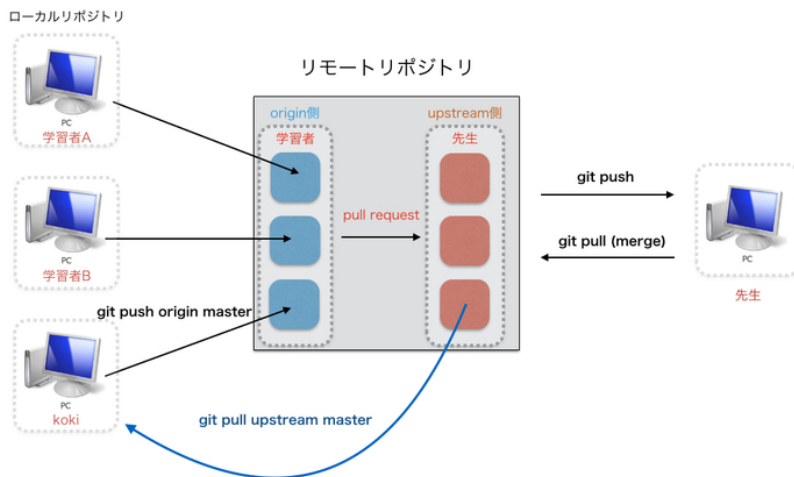 ローカルリポジトリ
PC
学習者A
PC
学習者B
PC
koki
リモートリポジトリ
origin側
学習者
upstream側
先生
pull request
git push origin master
git pull upstream master
git push
git pull (merge)
PC
先生